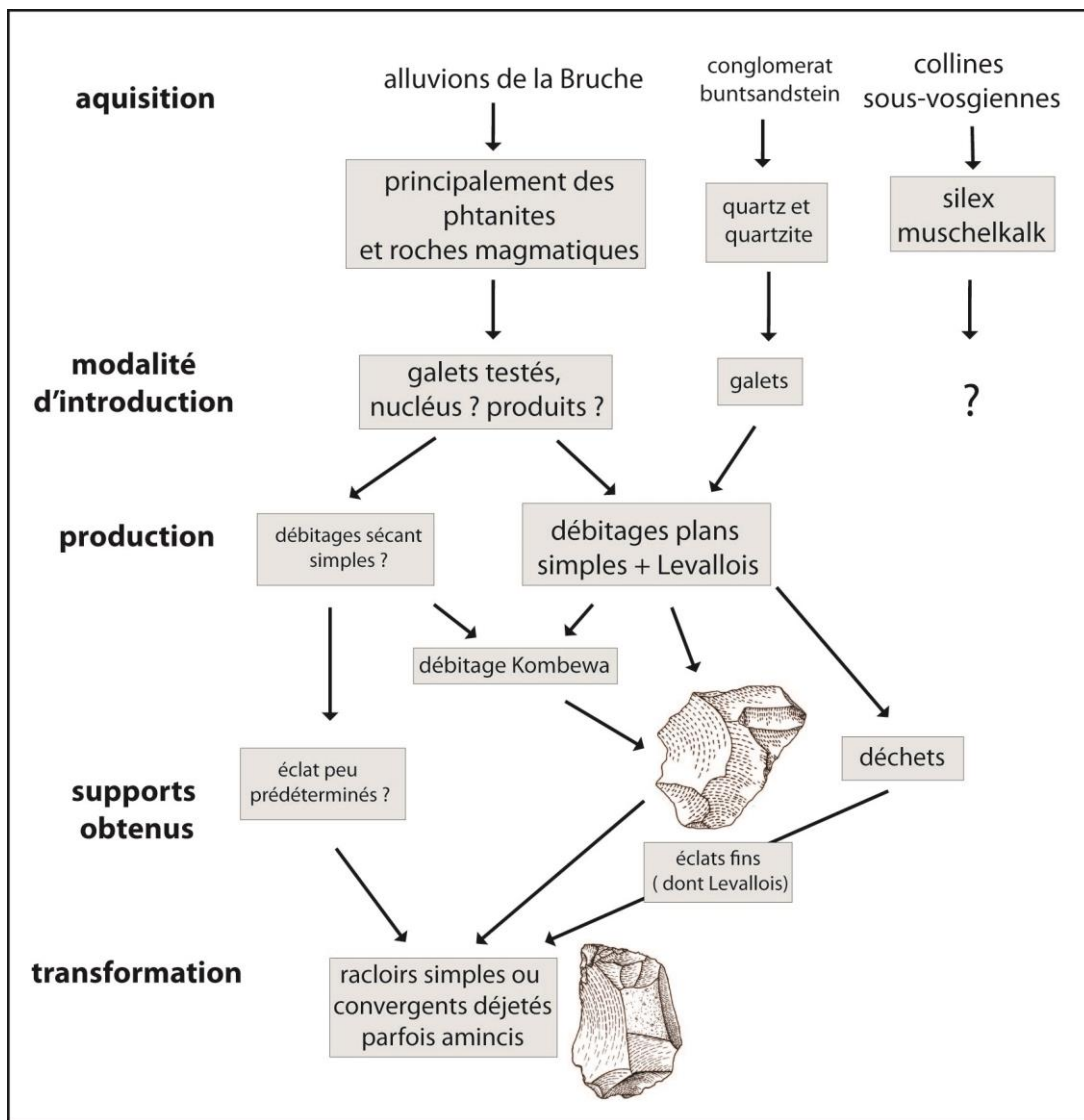 aquisition
alluvions de la Bruche
conglomerat
buntsandstein
collines
sous-vosgiennes
principalement des
phtanites
et roches magmatiques
quartz et
quartzite
silex
muschelkalk
modalité
d'introduction
galets testés,
nucléus ? produits ?
galets
?
production
débitages sécant
simples ?
débitages plans
simples + Levallois
débitage Kombewa
supports
obtenus
éclat peu
prédéterminés ?
déchets
éclats fins
( dont Levallois)
transformation
racloirs simples ou
convergents déjetés
parfois amincis